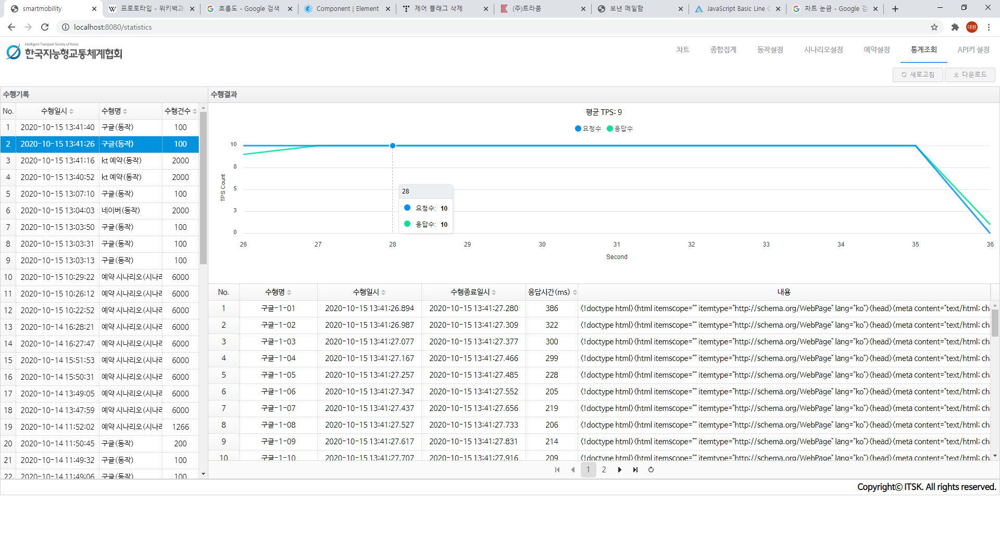 smartmobility
프로토타입 - 위키백과
흐름도 - Google 검색
Component | Element
제어 플래그 삭제
(주)트라콤
보낸 메일함
JavaScript Basic Line C
차트 눈금 - Google 검
localhost:8080/statistics
대원
Intelligent Transport Society of Korea
한국지능형교통체계협회
차트 종합집계 동작설정 시나리오설정 예약설정 통계조회 API키 설정
새로고침 다운로드
수행기록
No. 수행일시 수행명 수행건수
1 2020-10-15 13:41:40 구글(동작) 100
2 2020-10-15 13:41:26 구글(동작) 100
3 2020-10-15 13:41:16 kt 예약(동작) 2000
4 2020-10-15 13:40:52 kt 예약(동작) 2000
5 2020-10-15 13:07:10 구글(동작) 100
6 2020-10-15 13:04:03 네이버(동작) 2000
7 2020-10-15 13:03:50 구글(동작) 100
8 2020-10-15 13:03:31 구글(동작) 100
9 2020-10-15 13:03:13 구글(동작) 100
10 2020-10-15 10:29:22 예약 시나리오(시나리 6000
11 2020-10-15 10:26:12 예약 시나리오(시나리 6000
12 2020-10-15 10:22:52 예약 시나리오(시나리 6000
13 2020-10-14 16:28:21 예약 시나리오(시나리 6000
14 2020-10-14 16:27:47 예약 시나리오(시나리 6000
15 2020-10-14 15:51:53 예약 시나리오(시나리 6000
16 2020-10-14 15:50:31 예약 시나리오(시나리 6000
17 2020-10-14 13:49:05 예약 시나리오(시나리 6000
18 2020-10-14 13:47:59 예약 시나리오(시나리 6000
19 2020-10-14 11:52:02 예약 시나리오(시나리 1266
20 2020-10-14 11:50:45 구글(동작) 200
21 2020-10-14 11:49:32 구글(동작) 100
22 2020-10-14 11:49:06 구글(동작) 100
수행결과
평균 TPS: 9
요청수 응답수
TPS Count
10
8
5
3
0
28
요청수: 10
응답수: 10
26 27 28 29 30 31 32 33 34 35 36
Second
No. 수행명 수행일시 수행종료일시 응답시간(ms) 내용
1 구글-1-01 2020-10-15 13:41:26.894 2020-10-15 13:41:27.280 386 <!doctype html><html itemscope="" itemtype="http://schema.org/WebPage" lang="ko"><head><meta content="text/html; cha
2 구글-1-02 2020-10-15 13:41:26.987 2020-10-15 13:41:27.309 322 <!doctype html><html itemscope="" itemtype="http://schema.org/WebPage" lang="ko"><head><meta content="text/html; cha
3 구글-1-03 2020-10-15 13:41:27.077 2020-10-15 13:41:27.377 300 <!doctype html><html itemscope="" itemtype="http://schema.org/WebPage" lang="ko"><head><meta content="text/html; cha
4 구글-1-04 2020-10-15 13:41:27.167 2020-10-15 13:41:27.466 299 <!doctype html><html itemscope="" itemtype="http://schema.org/WebPage" lang="ko"><head><meta content="text/html; cha
5 구글-1-05 2020-10-15 13:41:27.257 2020-10-15 13:41:27.485 228 <!doctype html><html itemscope="" itemtype="http://schema.org/WebPage" lang="ko"><head><meta content="text/html; cha
6 구글-1-06 2020-10-15 13:41:27.347 2020-10-15 13:41:27.552 205 <!doctype html><html itemscope="" itemtype="http://schema.org/WebPage" lang="ko"><head><meta content="text/html; cha
7 구글-1-07 2020-10-15 13:41:27.437 2020-10-15 13:41:27.656 219 <!doctype html><html itemscope="" itemtype="http://schema.org/WebPage" lang="ko"><head><meta content="text/html; cha
8 구글-1-08 2020-10-15 13:41:27.527 2020-10-15 13:41:27.733 206 <!doctype html><html itemscope="" itemtype="http://schema.org/WebPage" lang="ko"><head><meta content="text/html; cha
9 구글-1-09 2020-10-15 13:41:27.617 2020-10-15 13:41:27.831 214 <!doctype html><html itemscope="" itemtype="http://schema.org/WebPage" lang="ko"><head><meta content="text/html; cha
10 구글-1-10 2020-10-15 13:41:27.707 2020-10-15 13:41:27.916 209 <!doctype html><html itemscope="" itemtype="http://schema.org/WebPage" lang="ko"><head><meta content="text/html; cha
1 2
Copyrightⓒ ITSK. All rights reserved.